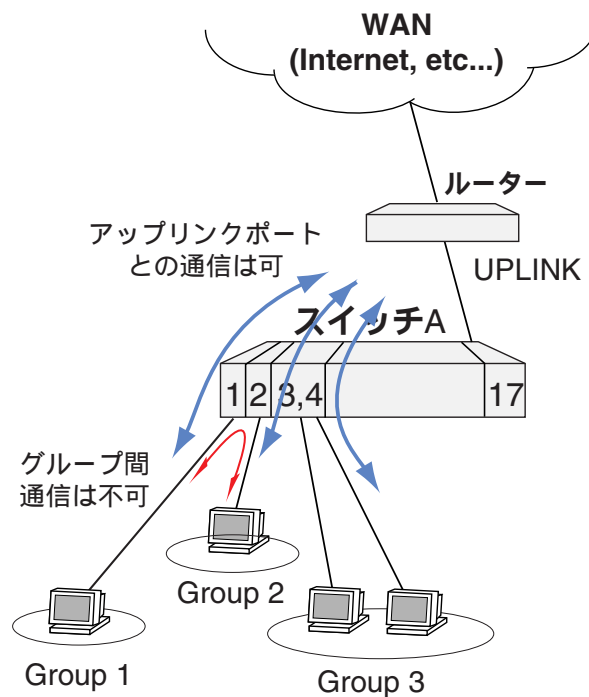 WAN
(Internet, etc...)
ルーター
アップリンクポート
との通信は可
UPLINK
スイッチA
1
2
3,4
17
グループ間
通信は不可
Group 2
Group 1
Group 3